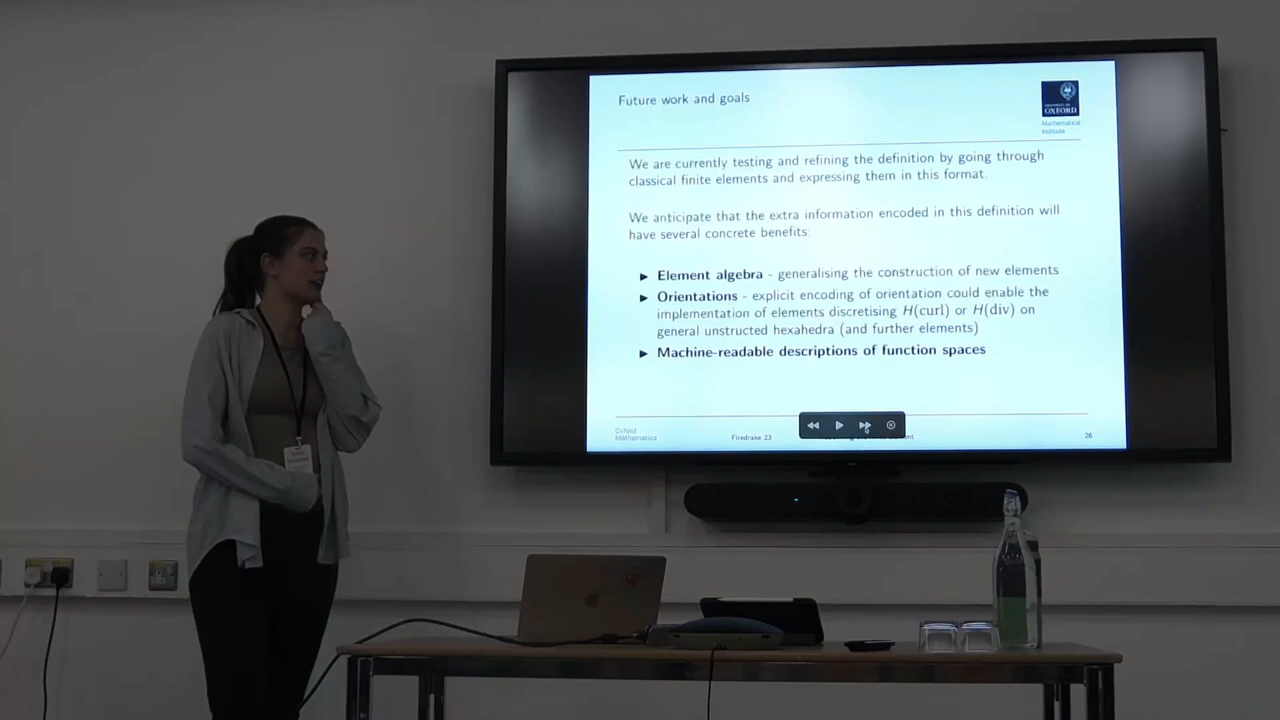 Future work and goals
UNIVERSITY OF
OXFORD
Mathematical
Institute
We are currently testing and refining the definition by going through
classical finite elements and expressing them in this format.
We anticipate that the extra information encoded in this definition will
have several concrete benefits:
► Element algebra - generalising the construction of new elements
► Orientations - explicit encoding of orientation could enable the
implementation of elements discretising H(curl) or H(div) on
general unstructed hexahedra (and further elements)
► Machine-readable descriptions of function spaces
Oxford
Mathematics
Firedrake 23
26